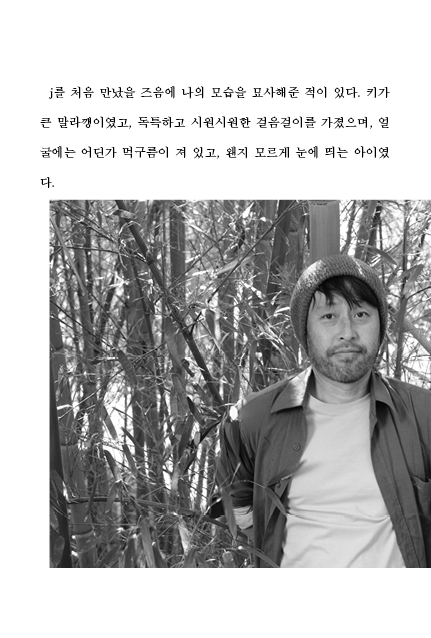 j를 처음 만났을 즈음에 나의 모습을 묘사해준 적이 있다. 키가
큰 말라깽이였고, 독특하고 시원시원한 걸음걸이를 가졌으며, 얼
굴에는 어딘가 먹구름이 져 있고, 왠지 모르게 눈에 띄는 아이였
다.